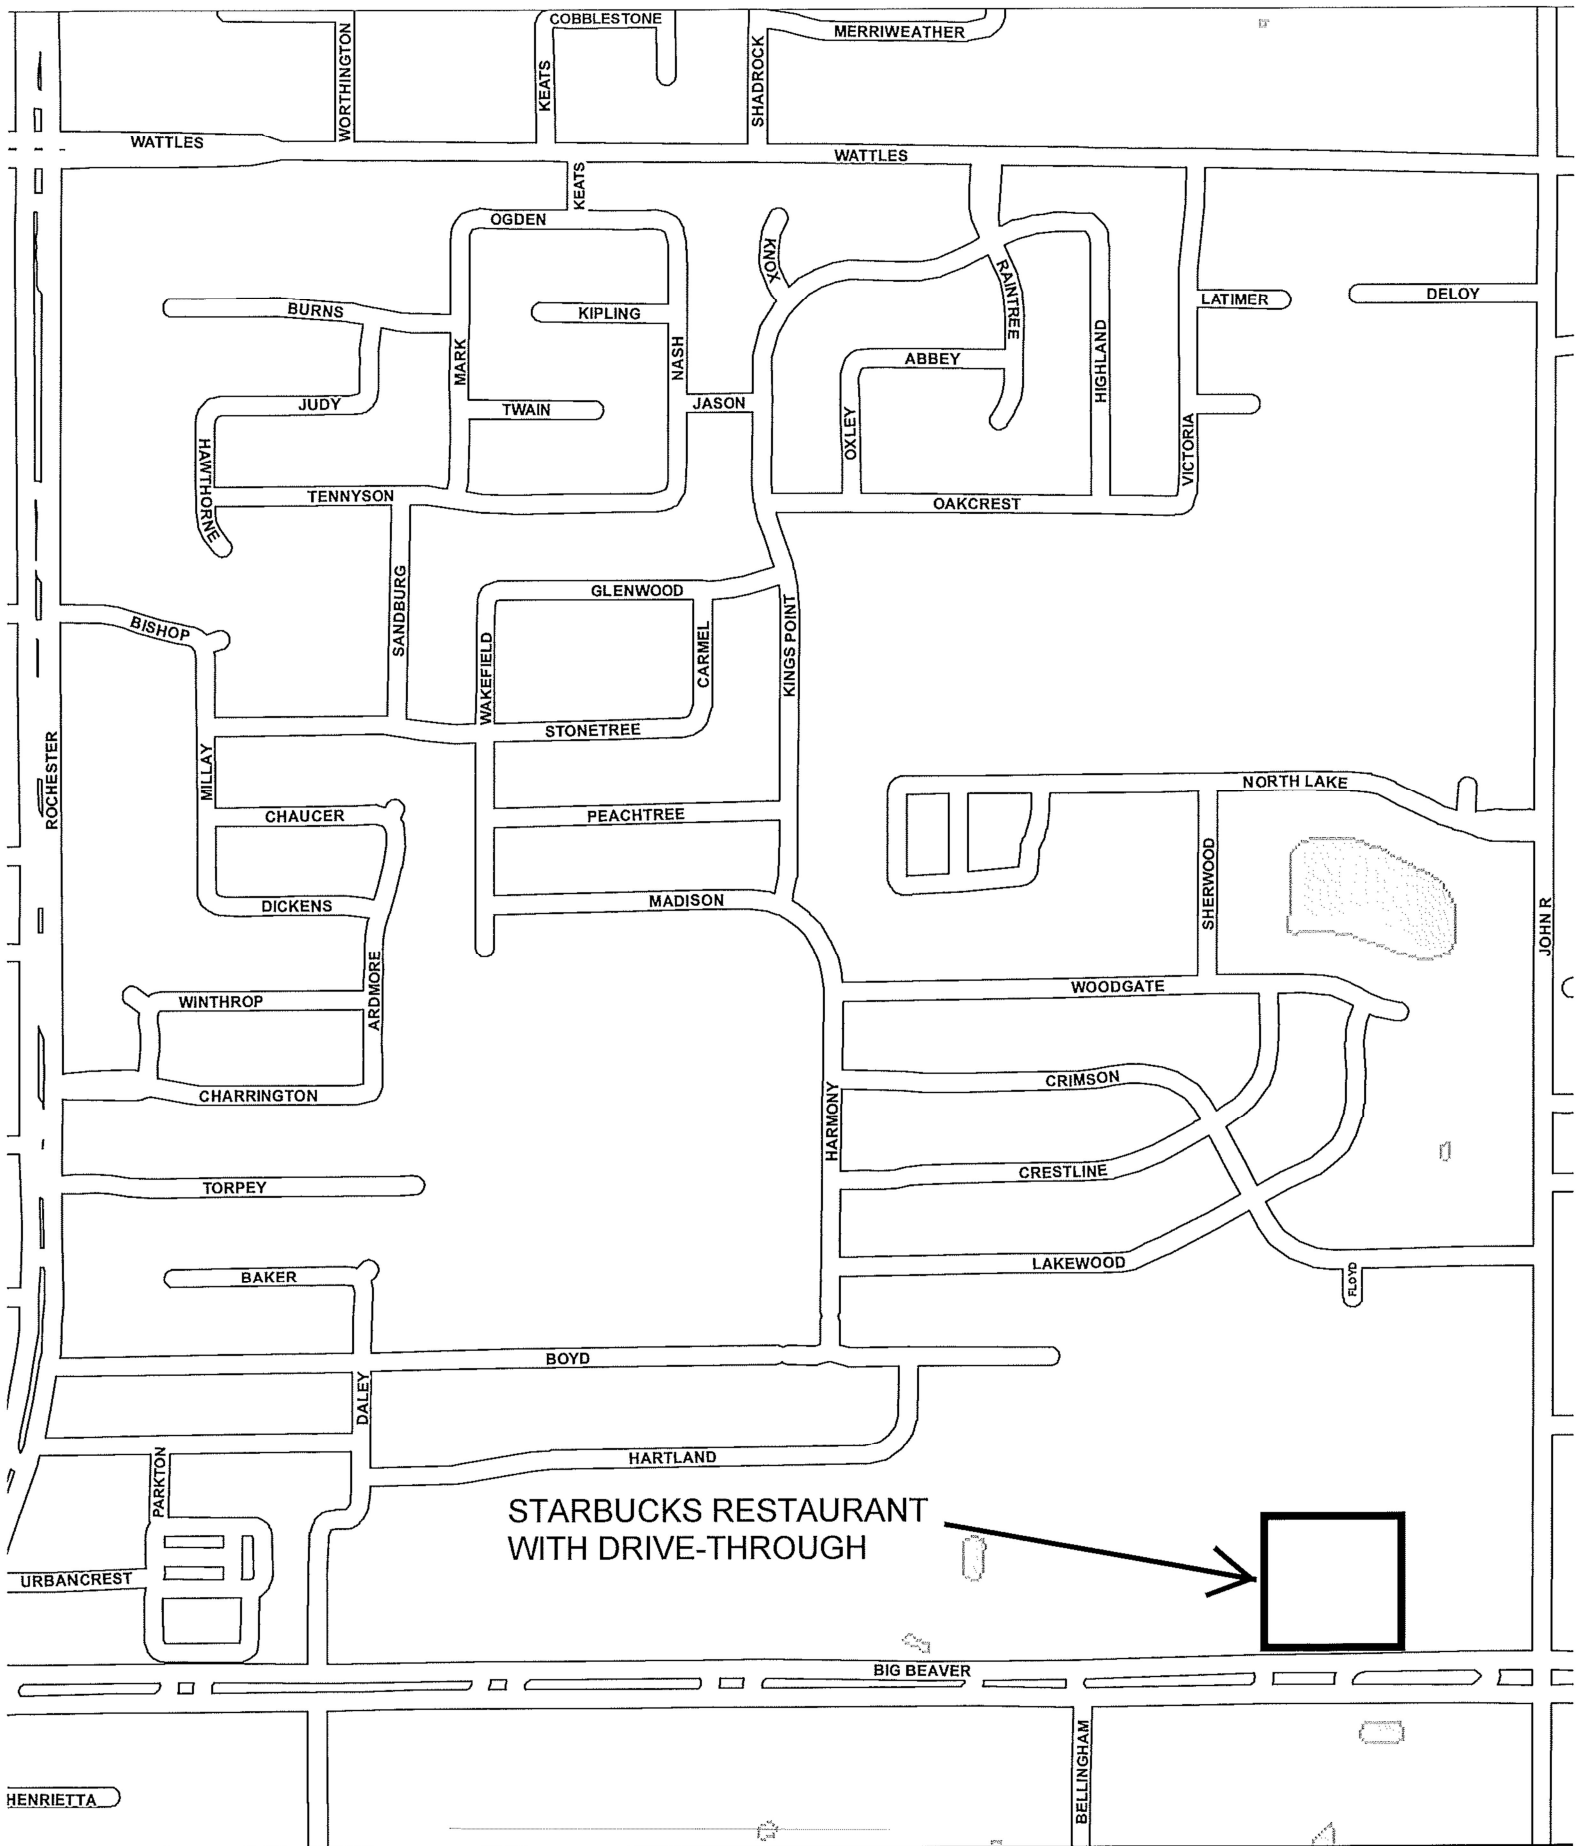 COBBLESTONE
MERRIWEATHER
WORTHINGTON
KEATS
SHADROCK
WATTLES
WATTLES
KEATS
OGDEN
KNOX
RAINTREE
LATIMER
DELOY
BURNS
KIPLING
MARK
NASH
ABBEY
HIGHLAND
JUDY
TWAIN
JASON
OXLEY
VICTORIA
HAWTHORNE
TENNYSON
OAKCREST
SANDBURG
GLENWOOD
BISHOP
WAKEFIELD
CARMEL
KINGS POINT
STONETREE
ROCHESTER
MILLAY
NORTH LAKE
CHAUCER
PEACHTREE
SHERWOOD
DICKENS
MADISON
JOHN R
ARDMORE
WINTHROP
WOODGATE
CHARRINGTON
HARMONY
CRIMSON
CRESTLINE
TORPEY
BAKER
LAKEWOOD
FLOYD
BOYD
DALEY
PARKTON
HARTLAND
STARBUCKS RESTAURANT
WITH DRIVE-THROUGH
URBANCREST
BIG BEAVER
BELLINGHAM
HENRIETTA